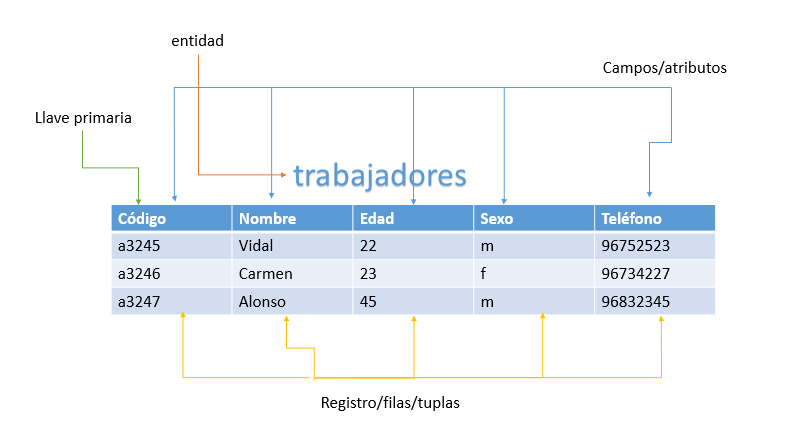 entidad
Campos/atributos
Llave primaria
trabajadores
Código Nombre Edad Sexo Teléfono
a3245 Vidal 22 m 96752523
a3246 Carmen 23 f 96734227
a3247 Alonso 45 m 96832345
Registro/filas/tuplas